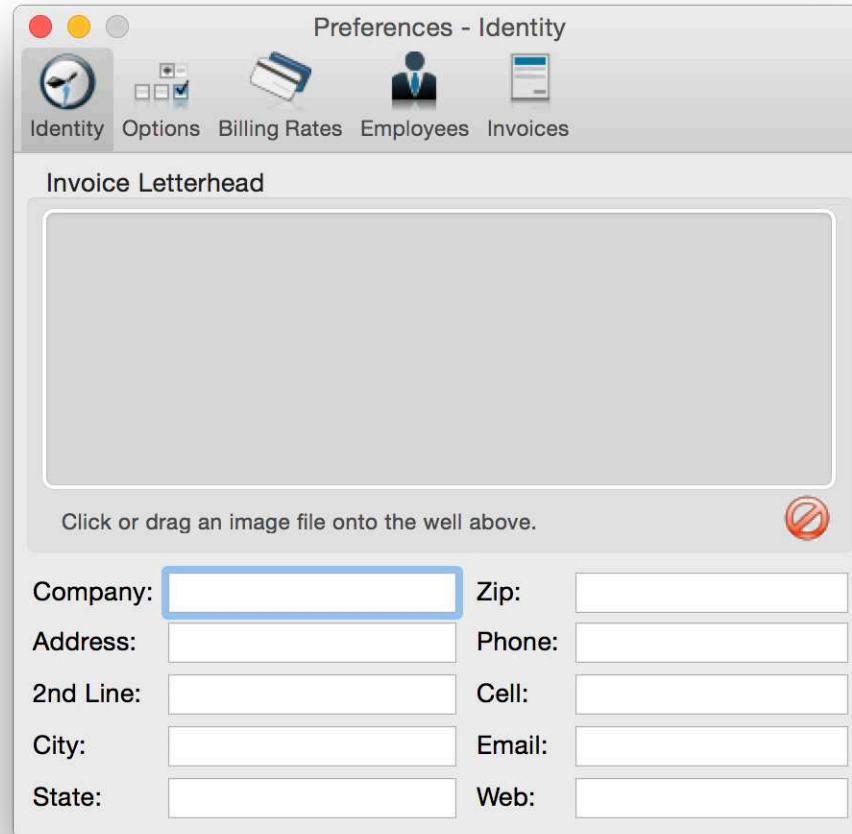 Preferences - Identity
Identity Options Billing Rates Employees Invoices
Invoice Letterhead
Click or drag an image file onto the well above.
Company: Zip:
Address: Phone:
2nd Line: Cell:
City: Email:
State: Web: